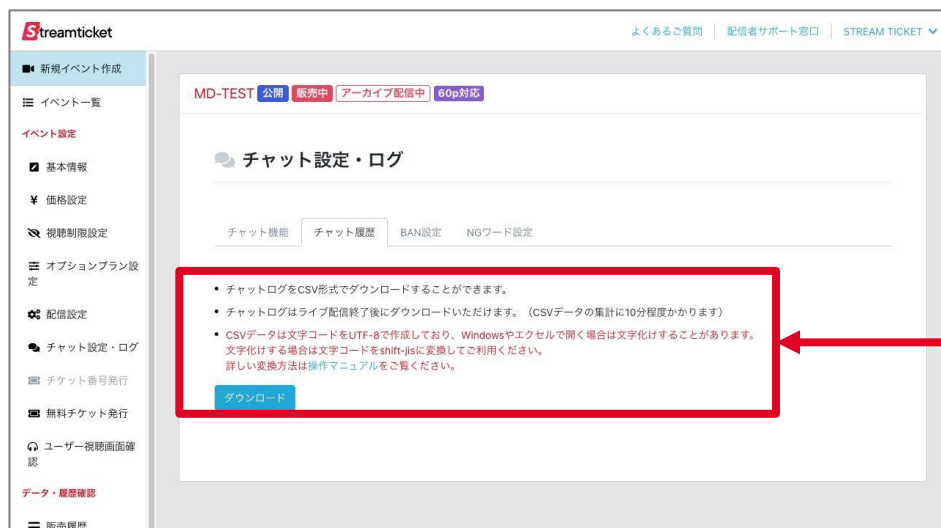 Streamticket
よくあるご質問
配信者サポート窓口
STREAM TICKET
新規イベント作成
イベント一覧
イベント設定
基本情報
価格設定
視聴制限設定
オプションプラン設
定
配信設定
チャット設定・ログ
チケット番号発行
無料チケット発行
ユーザー視聴画面確
認
データ・履歴確認
販売履歴
MD-TEST 公開 販売中 アーカイブ配信中 60p対応
チャット設定・ログ
チャット機能 チャット履歴 BAN設定 NGワード設定
• チャットログをCSV形式でダウンロードすることができます。
• チャットログはライブ配信終了後にダウンロードいただけます。（CSVデータの集計に10分程度かかります）
• CSVデータは文字コードをUTF-8で作成しており、Windowsやエクセルで開く場合は文字化けすることがあります。
文字化けする場合は文字コードをshift-jisに変換してご利用ください。
詳しい変換方法は操作マニュアルをご覧ください。
ダウンロード